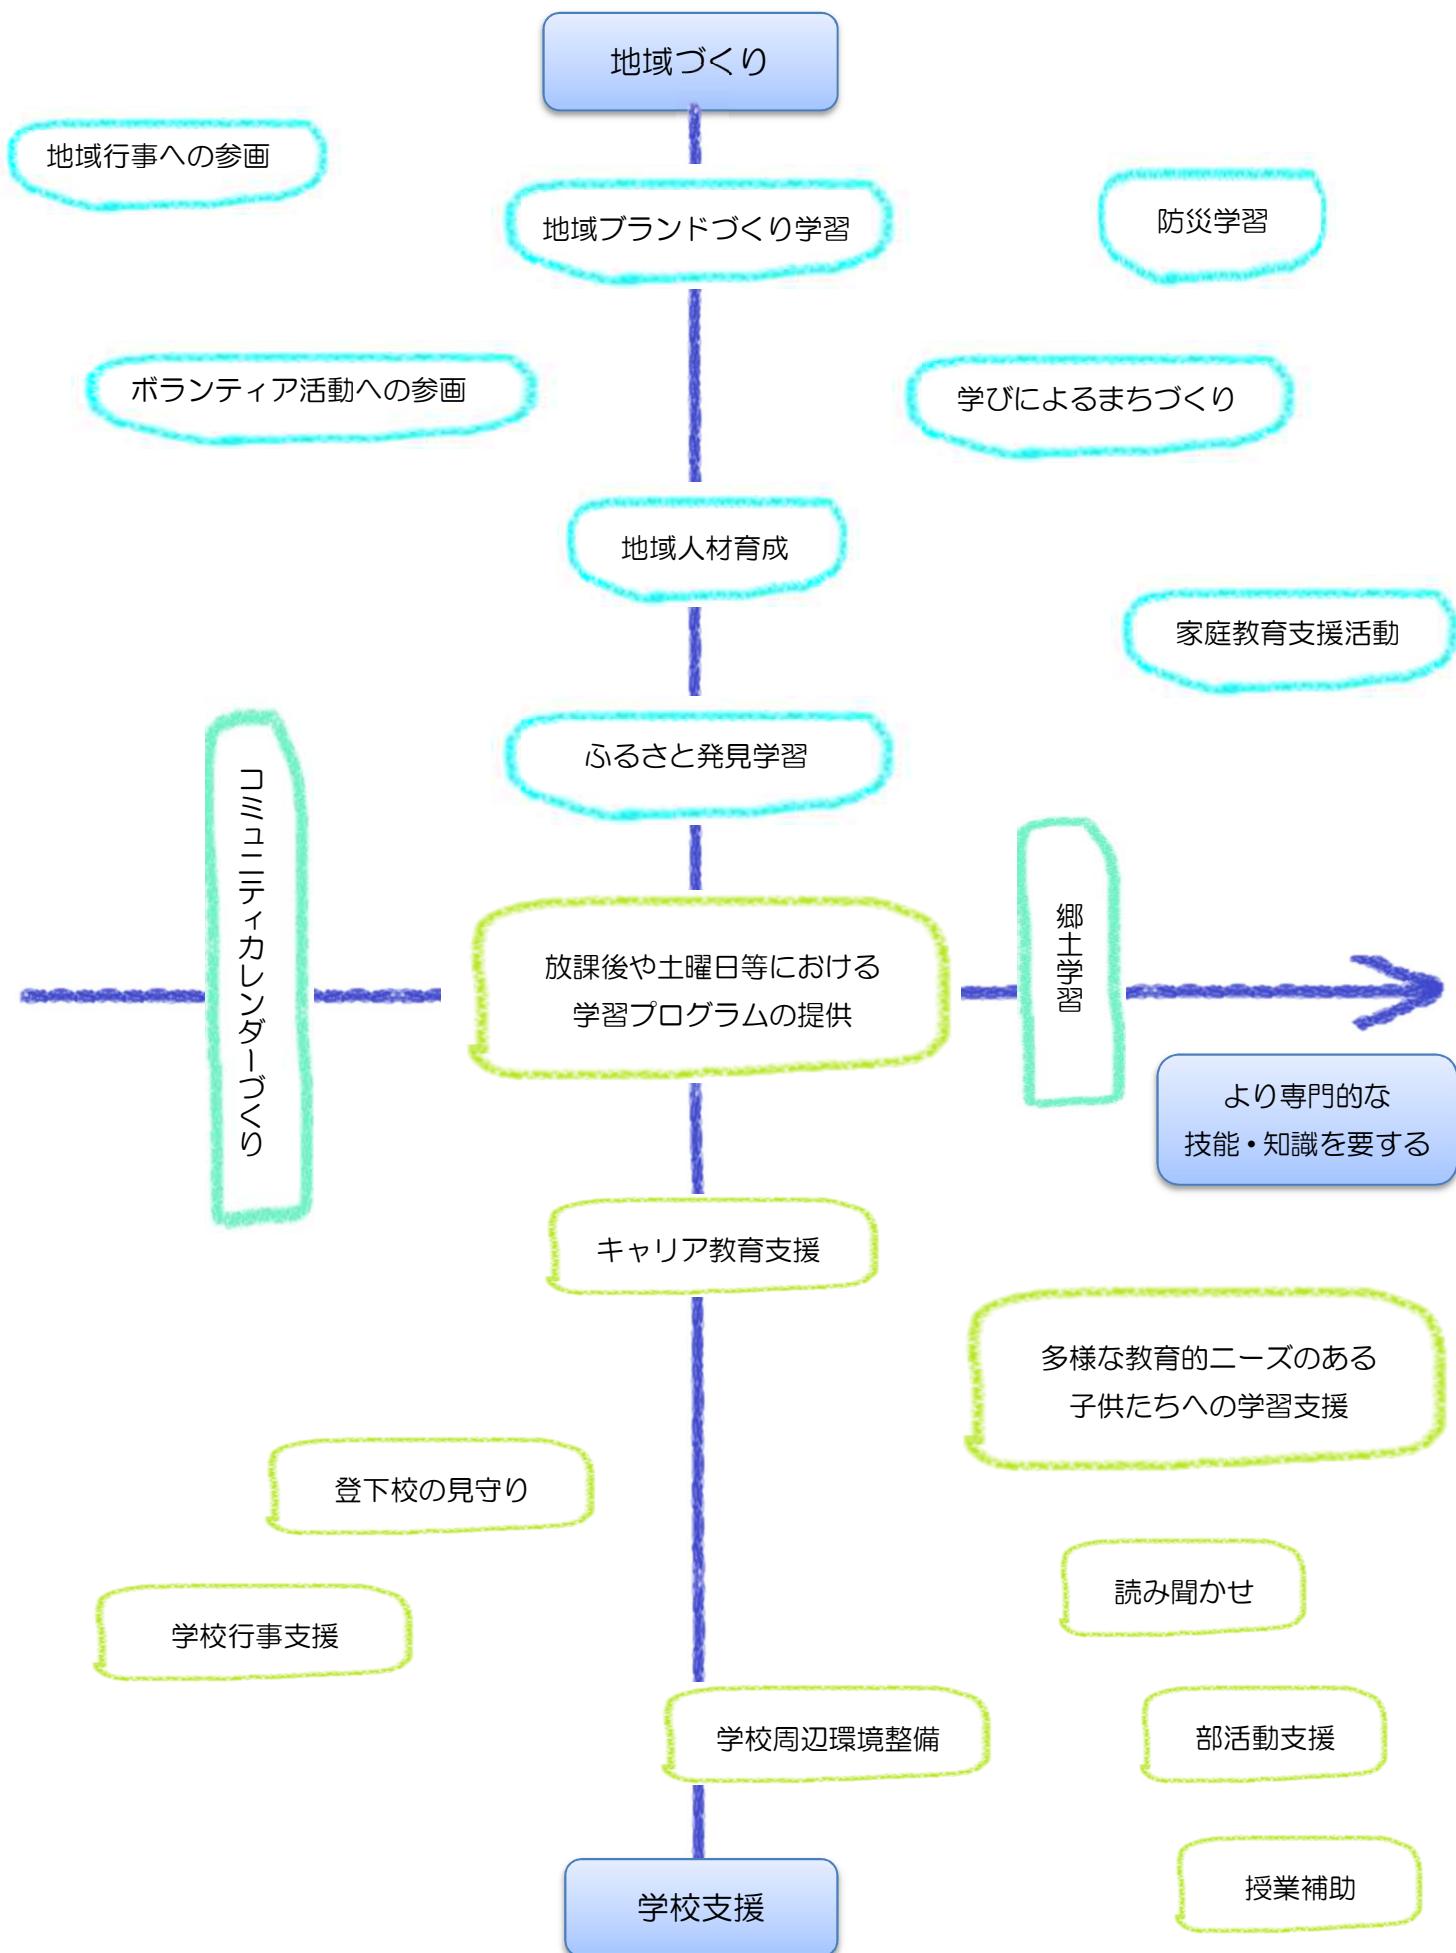 地域づくり
地域行事への参画
地域ブランドづくり学習
防災学習
ボランティア活動への参画
学びによるまちづくり
地域人材育成
家庭教育支援活動
ふるさと発見学習
コミュニティカレンダーづくり
放課後や土曜日等における
学習プログラムの提供
郷土学習
より専門的な
技能・知識を要する
キャリア教育支援
多様な教育的ニーズのある
子供たちへの学習支援
登下校の見守り
読み聞かせ
学校行事支援
学校周辺環境整備
部活動支援
授業補助
学校支援